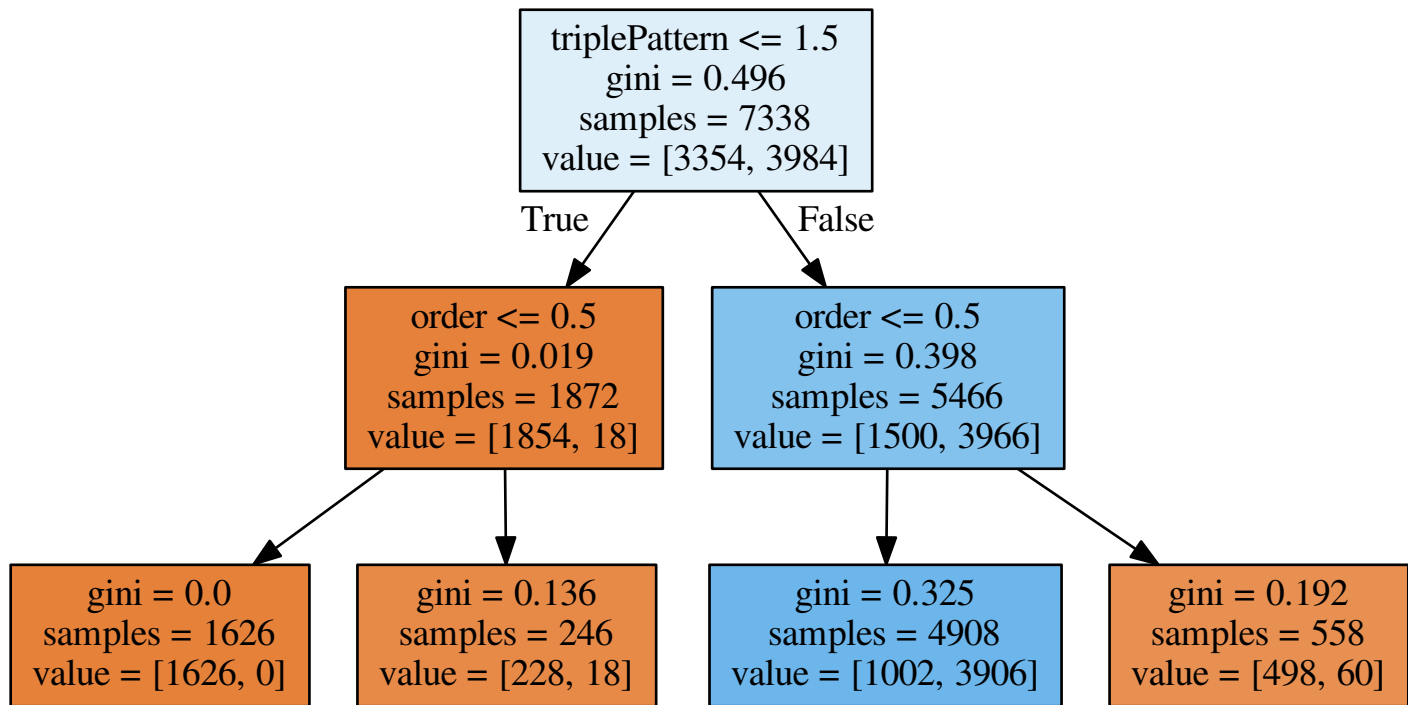 triplePattern <= 1.5
gini = 0.496
samples = 7338
value = [3354, 3984]
True
False
order <= 0.5
gini = 0.019
samples = 1872
value = [1854, 18]
order <= 0.5
gini = 0.398
samples = 5466
value = [1500, 3966]
gini = 0.0
samples = 1626
value = [1626, 0]
gini = 0.136
samples = 246
value = [228, 18]
gini = 0.325
samples = 4908
value = [1002, 3906]
gini = 0.192
samples = 558
value = [498, 60]